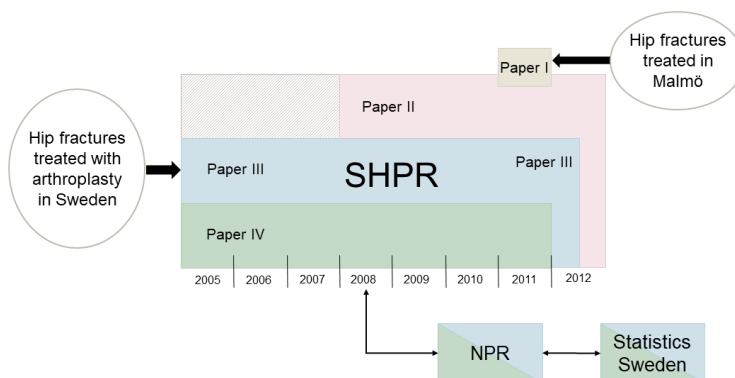 Paper I
Hip fractures
treated in
Malmö
Paper II
Hip fractures
treated with
arthroplasty
in Sweden
Paper III
SHPR
Paper III
Paper IV
2005
2006
2007
2008
2009
2010
2011
2012
NPR
Statistics
Sweden